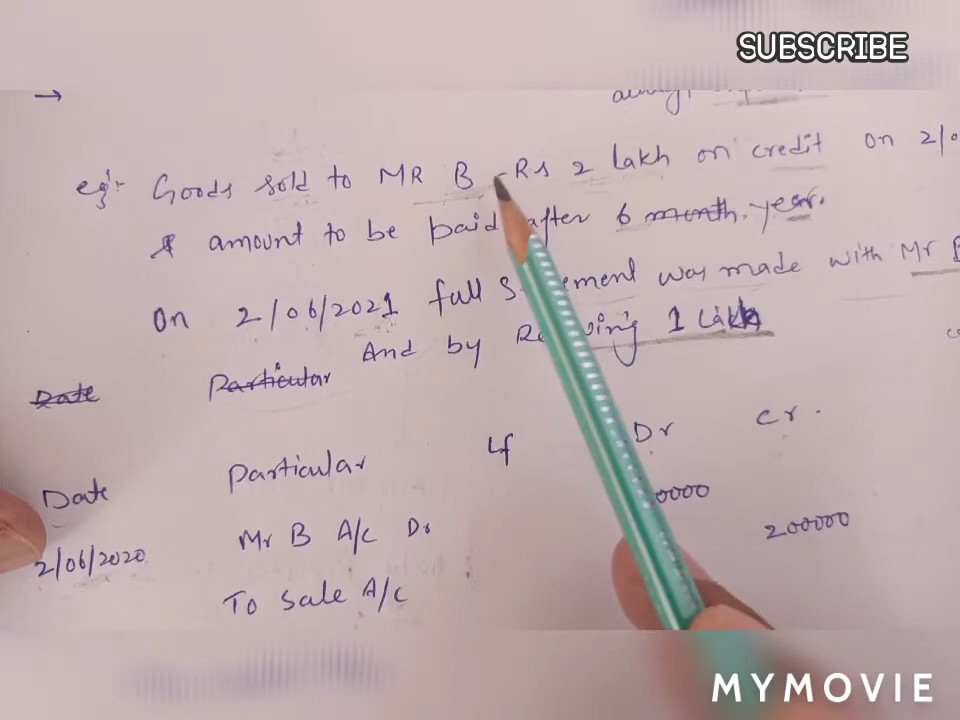 SUBSCRIBE
eg:- Goods sold to MR B - Rs 2 lakh on credit on 2/0
& amount to be paid after 6 month. year.
On 2/06/2021 full was made with Mr B
And by 1 Lakh
Date Particular
Date Particular Lf Dr Cr.
2/06/2020 Mr B A/c Dr 0000
To Sale A/c 200000
MYMOVIE